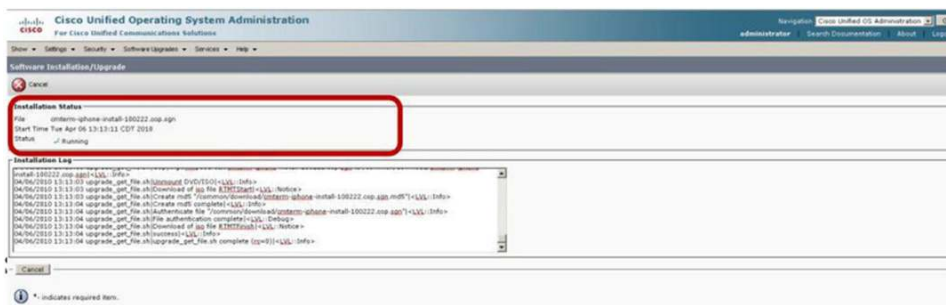 Cisco Unified Operating System Administration
CISCO For Cisco Unified Communications Solutions
Navigation Cisco Unified OS Administration
administrator Search Documentation About
Show Settings Security Software Upgrades Services Help
Software Installation/Upgrade
Cancel
Installation Status
File cmterm-iphone-install-100222.cop.sgn
Start Time Tue Apr 06 13:13:11 CDT 2010
Status Running
Installation Log
install-100222.cop.sgn|<LVL::Info>
04/06/2010 13:13:03 upgrade_get_file.sh|Unmount DVD/ISO|<LVL::Info>
04/06/2010 13:13:03 upgrade_get_file.sh|Download of iso file RTMTStart|<LVL::Notice>
04/06/2010 13:13:03 upgrade_get_file.sh|Create md5 "/common/download/cmterm-iphone-install-100222.cop.sgn.md5"|<LVL::Info>
04/06/2010 13:13:04 upgrade_get_file.sh|Create md5 complete|<LVL::Info>
04/06/2010 13:13:04 upgrade_get_file.sh|Authenticate file "/common/download/cmterm-iphone-install-100222.cop.sgn"|<LVL::Info>
04/06/2010 13:13:04 upgrade_get_file.sh|File authentication complete|<LVL::Debug>
04/06/2010 13:13:04 upgrade_get_file.sh|Download of iso file RTMTFinish|<LVL::Notice>
04/06/2010 13:13:04 upgrade_get_file.sh|success|<LVL::Info>
04/06/2010 13:13:04 upgrade_get_file.sh|upgrade_get_file.sh complete (rc=0)|<LVL::Info>
Cancel
*- indicates required item.